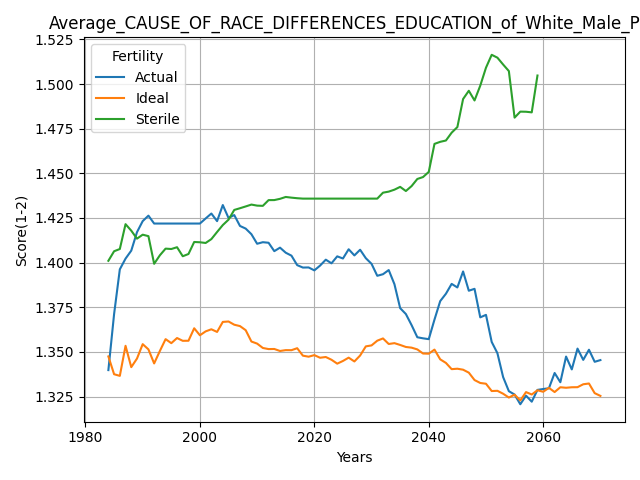 Average_CAUSE_OF_RACE_DIFFERENCES_EDUCATION_of_White_Male_P
Fertility
Actual
Ideal
Sterile
1.525
1.500
1.475
1.450
1.425
1.400
1.375
1.350
1.325
Score(1-2)
1980
2000
2020
2040
2060
Years